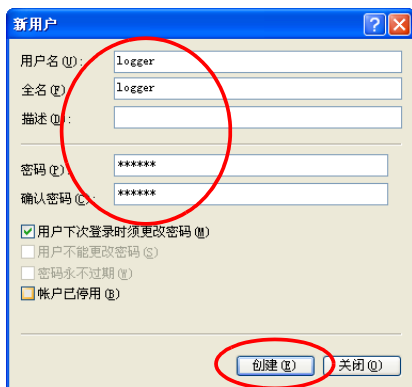 新用户
用户名(U): logger
全名(F): logger
描述(D):
密码(P): ******
确认密码(C): ******
用户下次登录时须更改密码(M)
用户不能更改密码(S)
密码永不过期(W)
帐户已停用(B)
创建(E) 关闭(O)